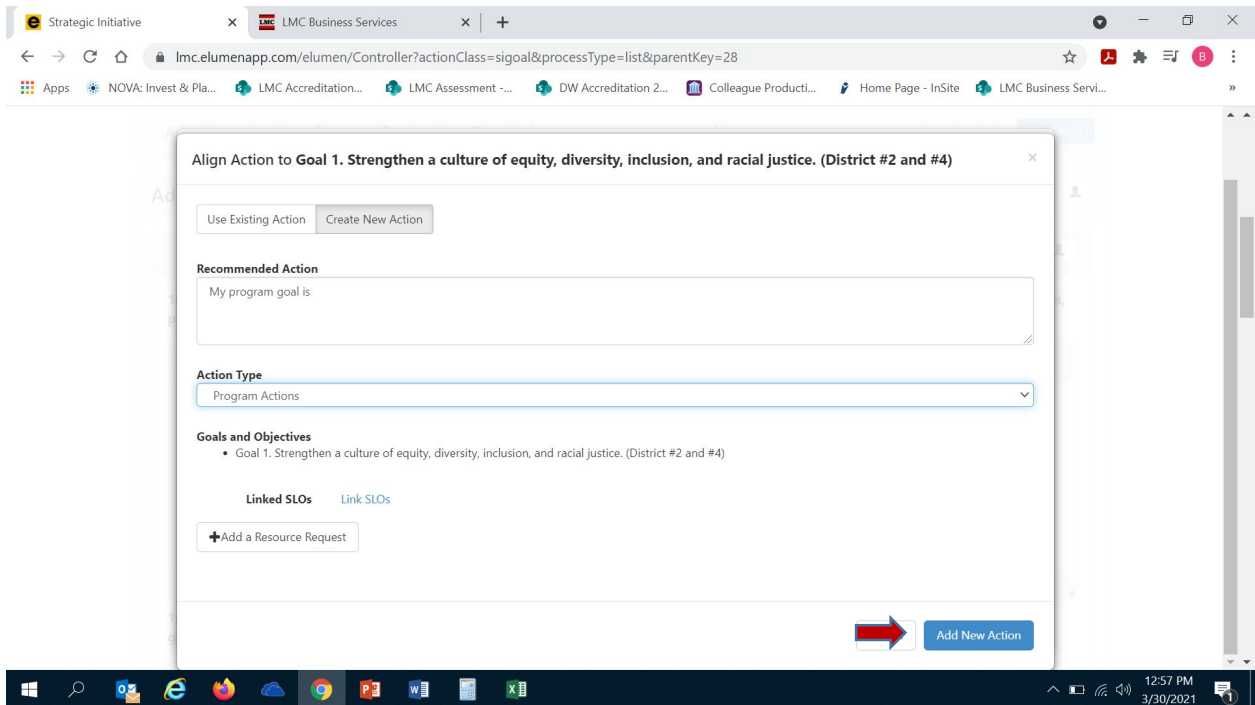 Strategic Initiative
LMC LMC Business Services
lmc.elumenapp.com/elumen/Controller?actionClass=sigoal&processType=list&parentKey=28
B
Apps NOVA: Invest & Pla... LMC Accreditation... LMC Assessment -... DW Accreditation 2... Colleague Producti... Home Page - InSite LMC Business Servi... »
Align Action to Goal 1. Strengthen a culture of equity, diversity, inclusion, and racial justice. (District #2 and #4) ×
Use Existing Action Create New Action
Recommended Action
My program goal is
Action Type
Program Actions
Goals and Objectives
• Goal 1. Strengthen a culture of equity, diversity, inclusion, and racial justice. (District #2 and #4)
Linked SLOs Link SLOs
+Add a Resource Request
Add New Action
12:57 PM
3/30/2021
1